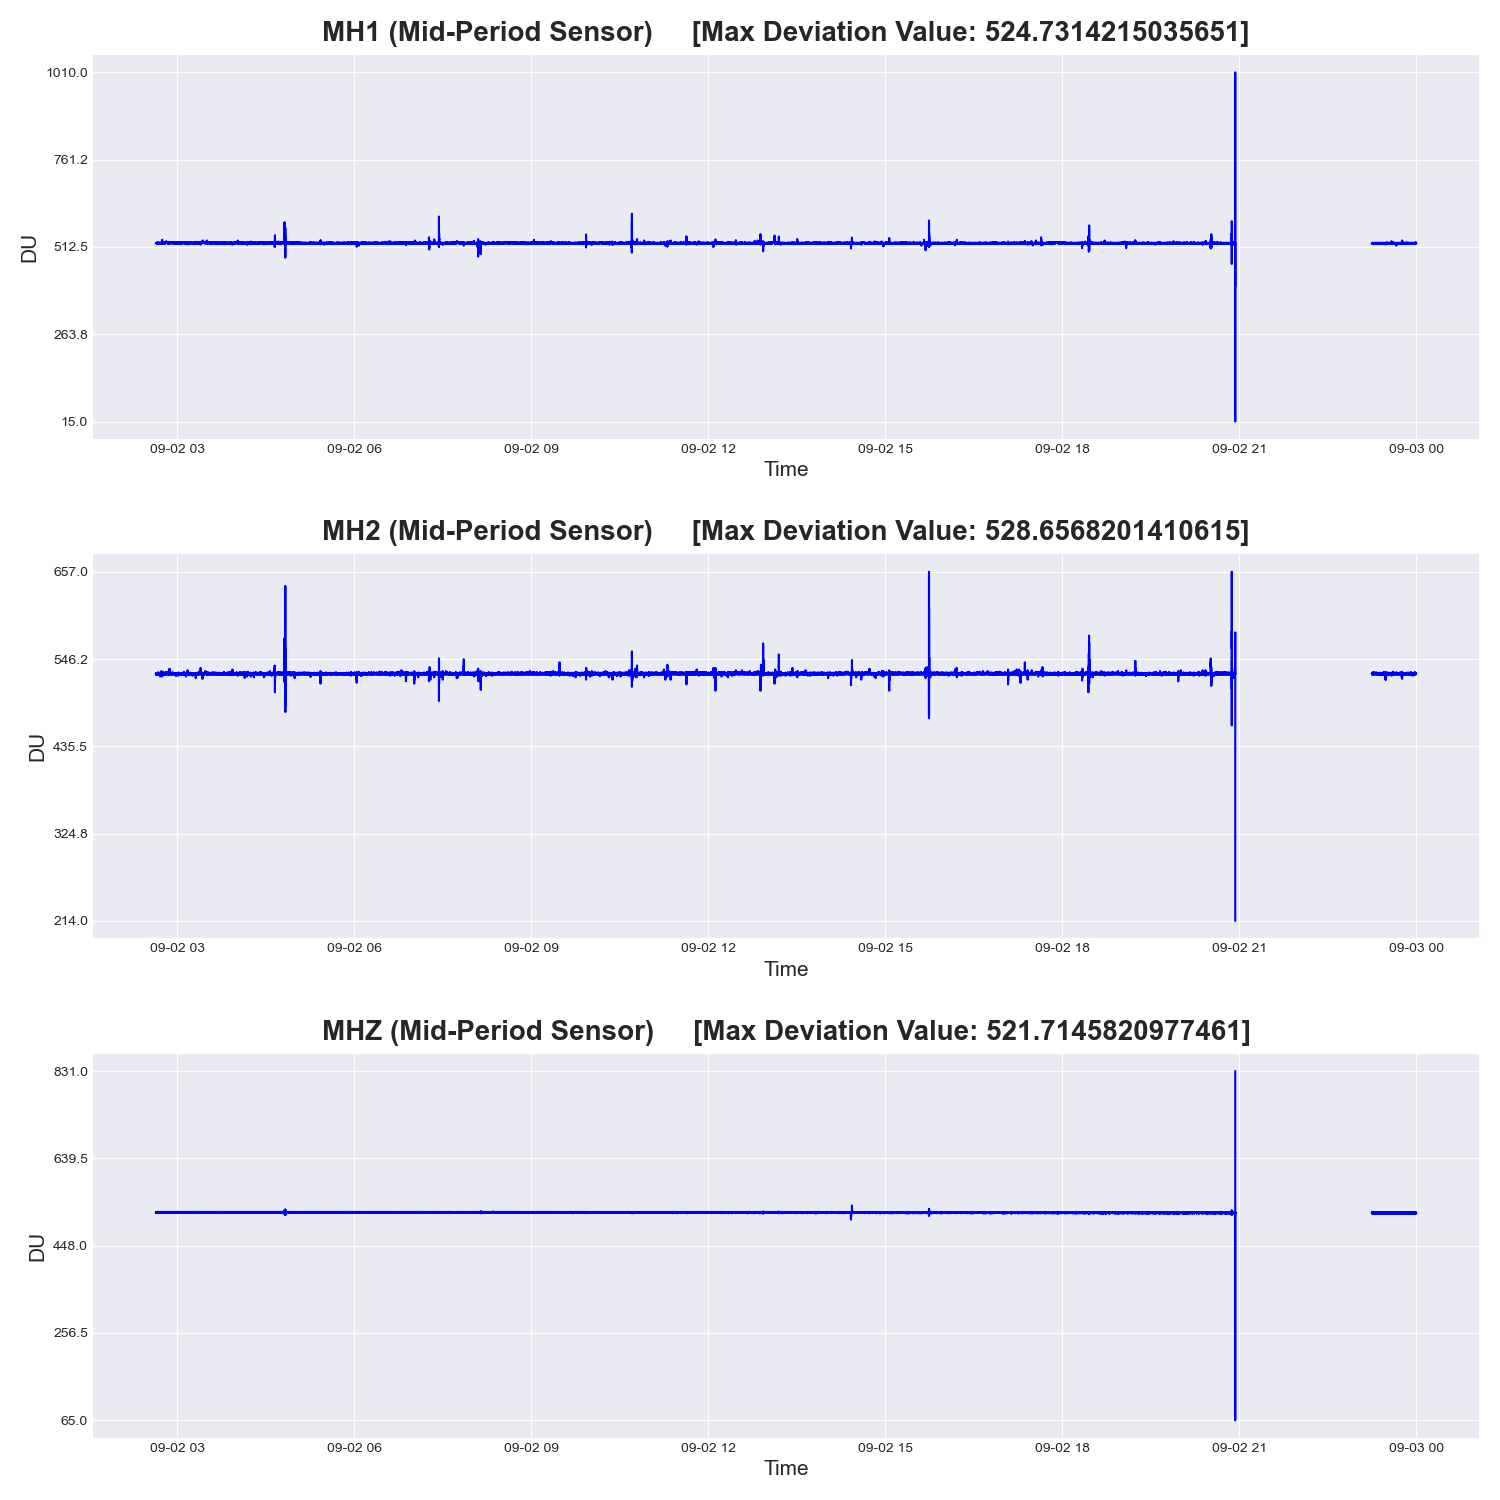 MH1 (Mid-Period Sensor) [Max Deviation Value: 524.7314215035651]
1010.0
761.2
512.5
263.8
15.0
DU
09-02 03 09-02 06 09-02 09 09-02 12 09-02 15 09-02 18 09-02 21 09-03 00
Time
MH2 (Mid-Period Sensor) [Max Deviation Value: 528.6568201410615]
657.0
546.2
435.5
324.8
214.0
DU
09-02 03 09-02 06 09-02 09 09-02 12 09-02 15 09-02 18 09-02 21 09-03 00
Time
MHZ (Mid-Period Sensor) [Max Deviation Value: 521.7145820977461]
831.0
639.5
448.0
256.5
65.0
DU
09-02 03 09-02 06 09-02 09 09-02 12 09-02 15 09-02 18 09-02 21 09-03 00
Time